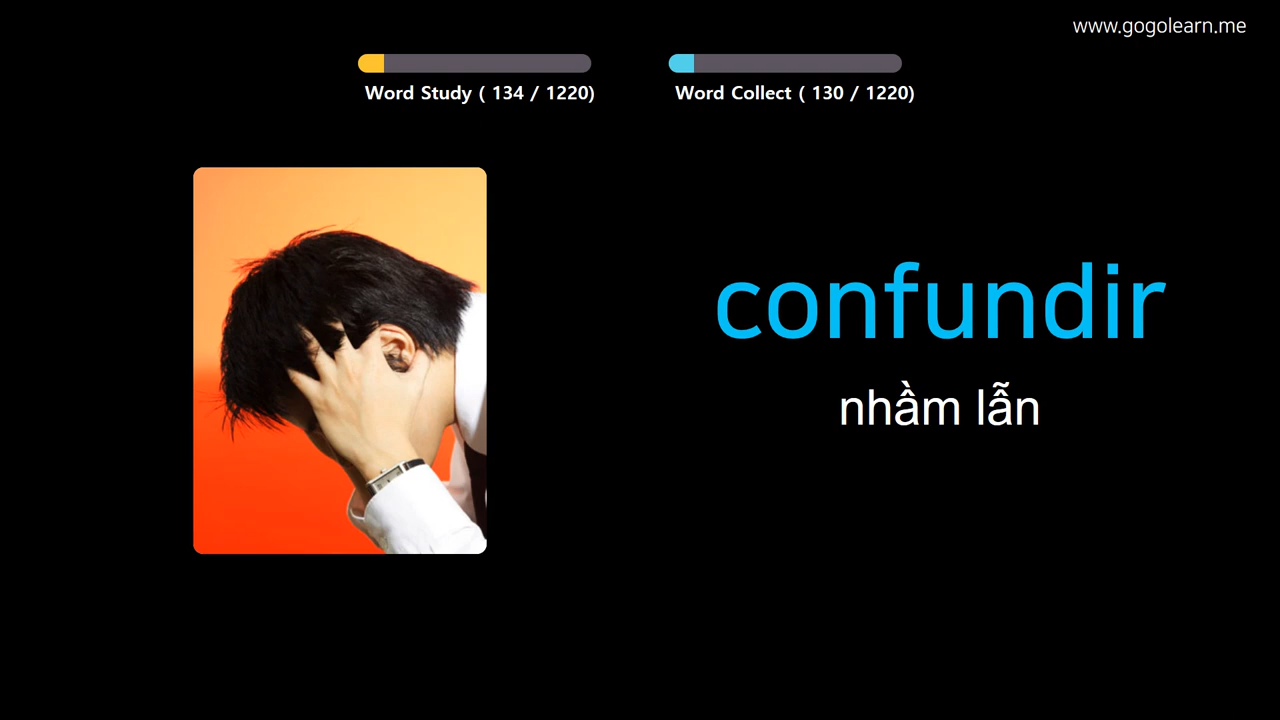 www.gogolearn.me
Word Study ( 134 / 1220)
Word Collect ( 130 / 1220)
confundir
nhầm lẫn